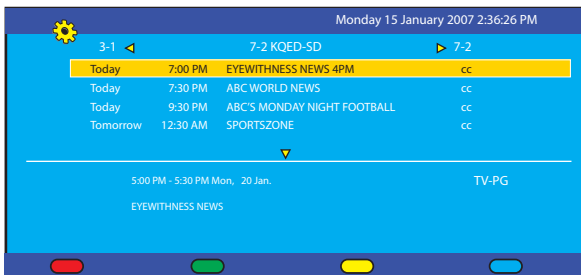 Monday 15 January 2007 2:36:26 PM
3-1 7-2 KQED-SD 7-2
Today 7:00 PM EYEWITHNESS NEWS 4PM cc
Today 7:30 PM ABC WORLD NEWS cc
Today 9:30 PM ABC'S MONDAY NIGHT FOOTBALL cc
Tomorrow 12:30 AM SPORTSZONE cc
5:00 PM - 5:30 PM Mon, 20 Jan. TV-PG
EYEWITHNESS NEWS